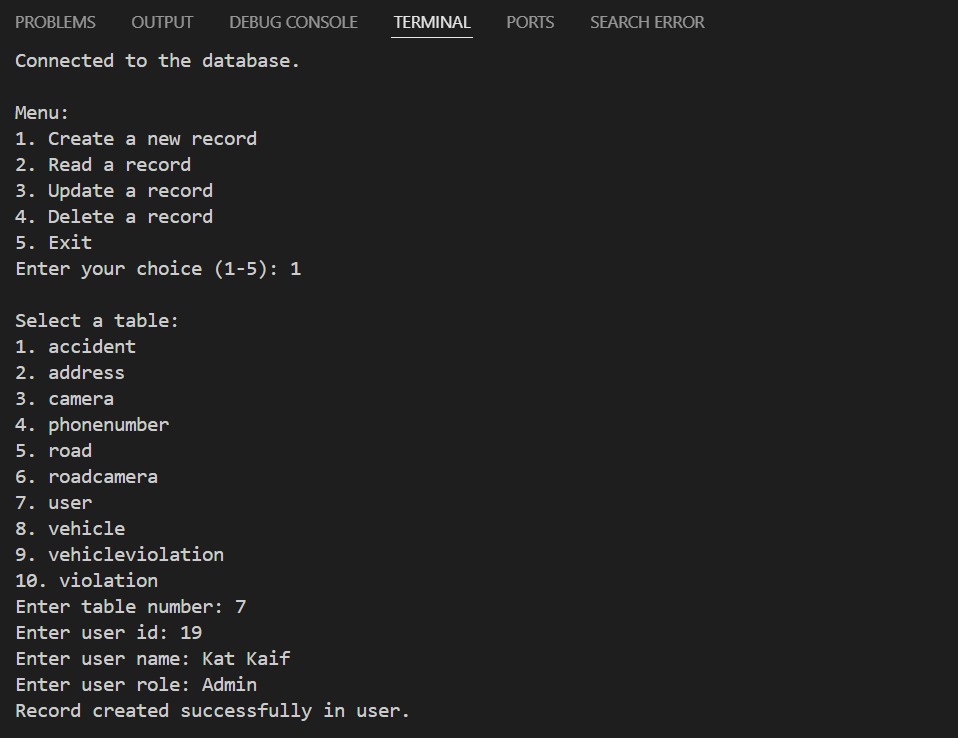 PROBLEMS OUTPUT DEBUG CONSOLE TERMINAL PORTS SEARCH ERROR
Connected to the database.
Menu:
1. Create a new record
2. Read a record
3. Update a record
4. Delete a record
5. Exit
Enter your choice (1-5): 1
Select a table:
1. accident
2. address
3. camera
4. phonenumber
5. road
6. roadcamera
7. user
8. vehicle
9. vehicleviolation
10. violation
Enter table number: 7
Enter user id: 19
Enter user name: Kat Kaif
Enter user role: Admin
Record created successfully in user.